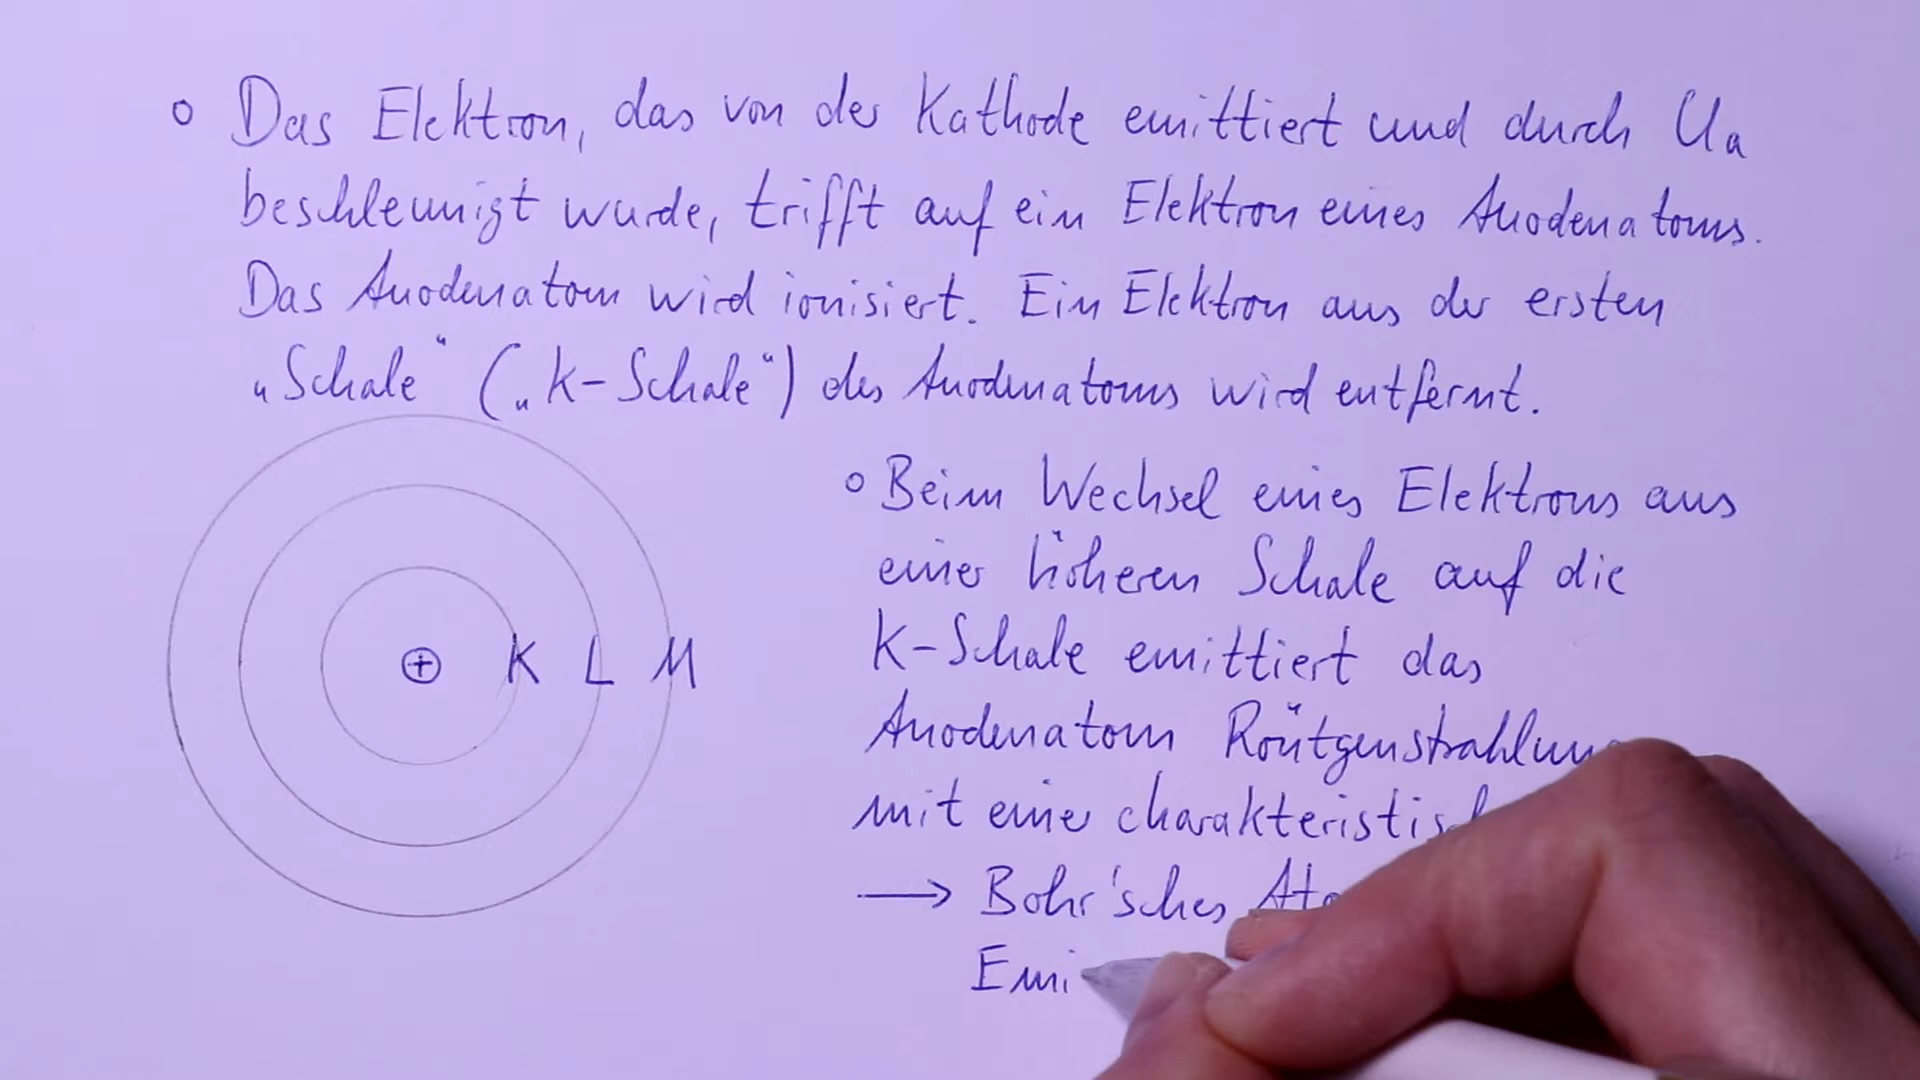 o Das Elektron, das von der Kathode emittiert und durch Ua
beschleunigt wurde, trifft auf ein Elektron eines Anodenatoms.
Das Anodenatom wird ionisiert. Ein Elektron aus der ersten
„Schale“ („K-Schale“) des Anodenatoms wird entfernt.
o Beim Wechsel eines Elektrons aus
einer höheren Schale auf die
K-Schale emittiert das
Anodenatom Röntgenstrahlung
mit einer
→ Bohr'sches
+ K L M